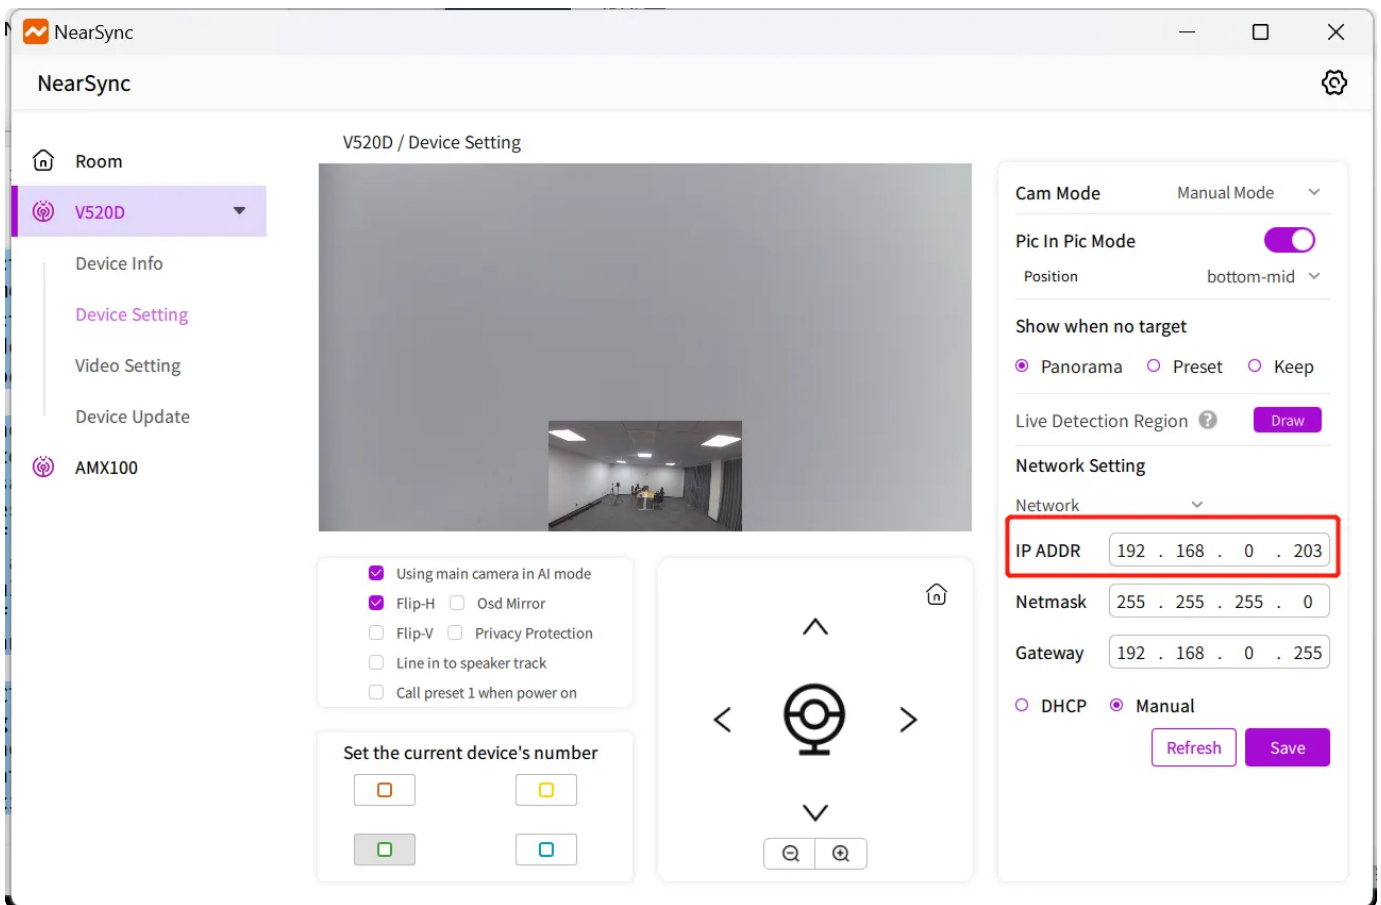 NearSync
NearSync
Room
V520D
Device Info
Device Setting
Video Setting
Device Update
AMX100
V520D / Device Setting
Using main camera in AI mode
Flip-H Osd Mirror
Flip-V Privacy Protection
Line in to speaker track
Call preset 1 when power on
Set the current device's number
Cam Mode Manual Mode
Pic In Pic Mode
Position bottom-mid
Show when no target
Panorama Preset Keep
Live Detection Region ? Draw
Network Setting
Network
IP ADDR 192 . 168 . 0 . 203
Netmask 255 . 255 . 255 . 0
Gateway 192 . 168 . 0 . 255
DHCP Manual
Refresh Save